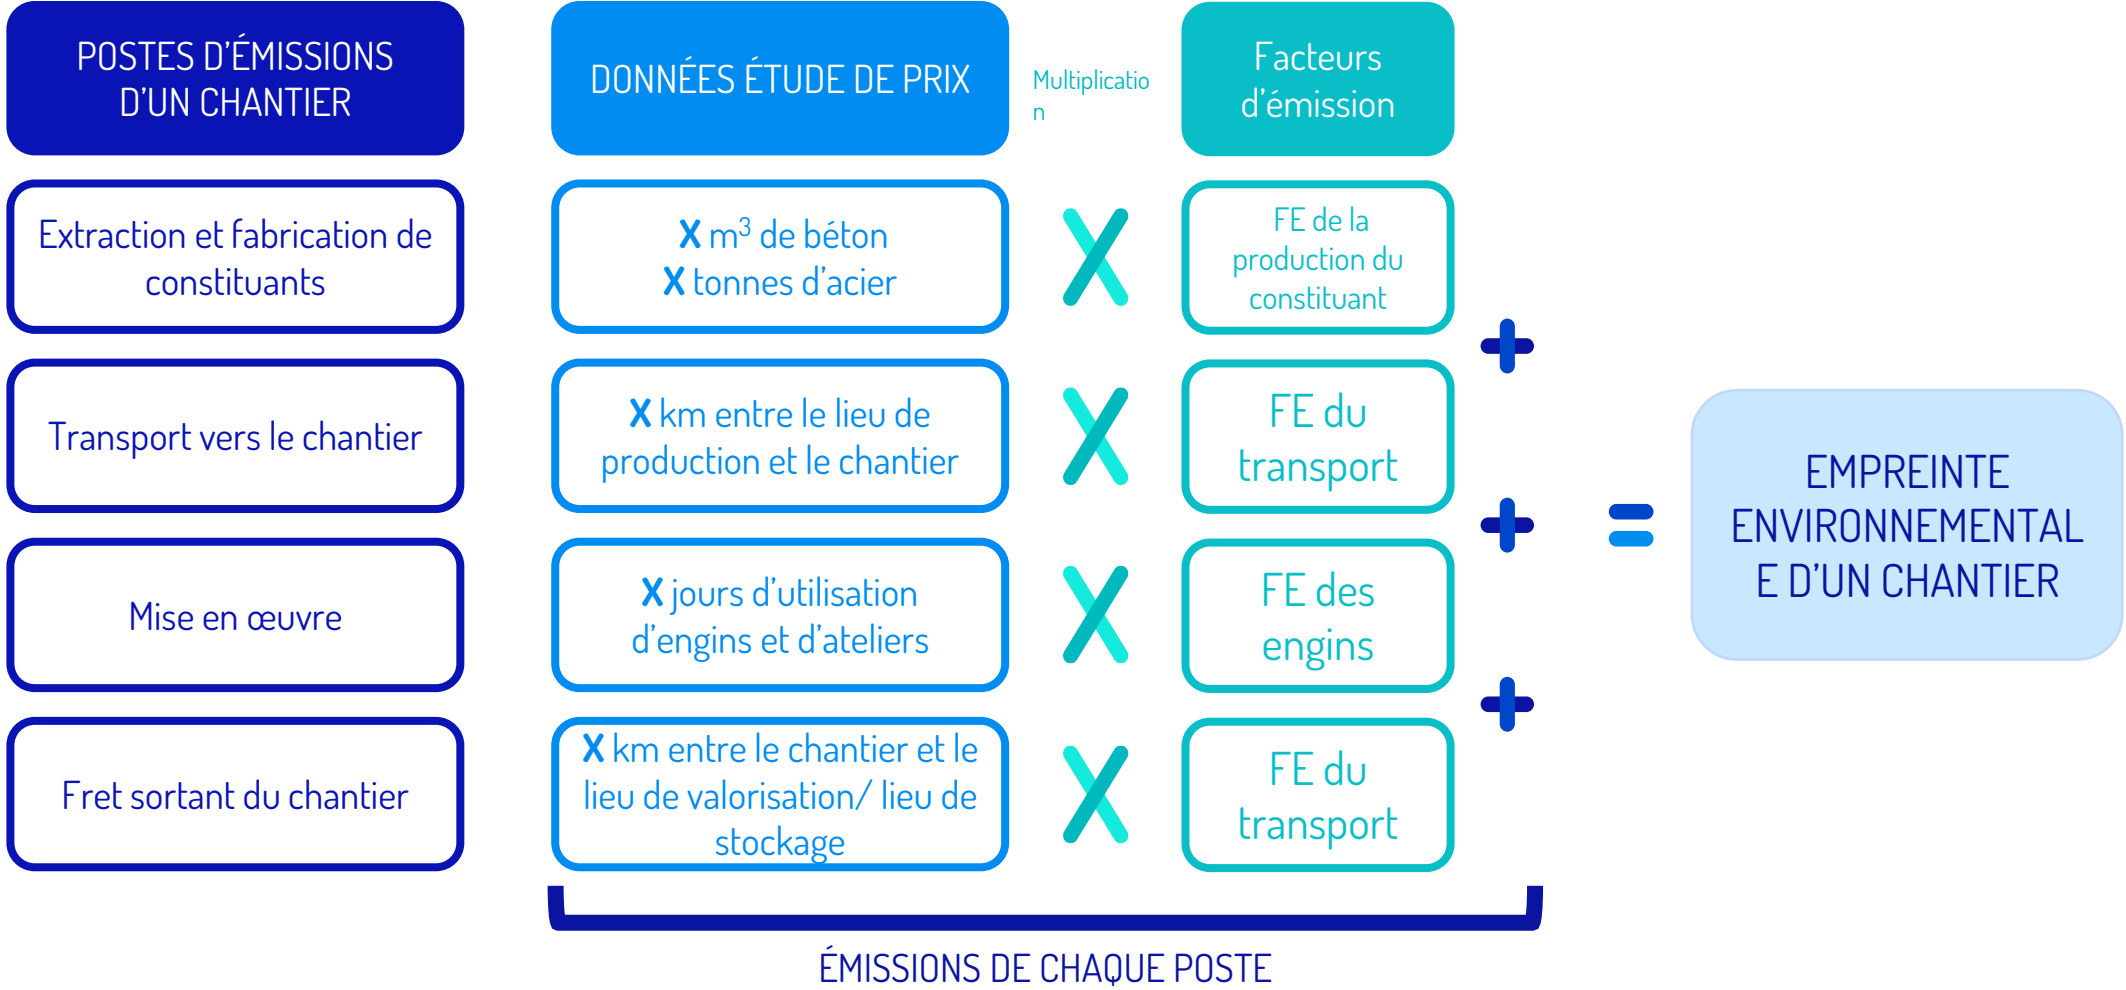 POSTES D'ÉMISSIONS
D'UN CHANTIER
DONNÉES ÉTUDE DE PRIX
Multiplicatio
n
Facteurs
d'émission
Extraction et fabrication de
constituants
X m³ de béton
X tonnes d'acier
FE de la
production du
constituant
Transport vers le chantier
X km entre le lieu de
production et le chantier
FE du
transport
Mise en œuvre
X jours d'utilisation
d'engins et d'ateliers
FE des
engins
Fret sortant du chantier
X km entre le chantier et le
lieu de valorisation/ lieu de
stockage
FE du
transport
EMPREINTE
ENVIRONNEMENTAL
E D'UN CHANTIER
ÉMISSIONS DE CHAQUE POSTE